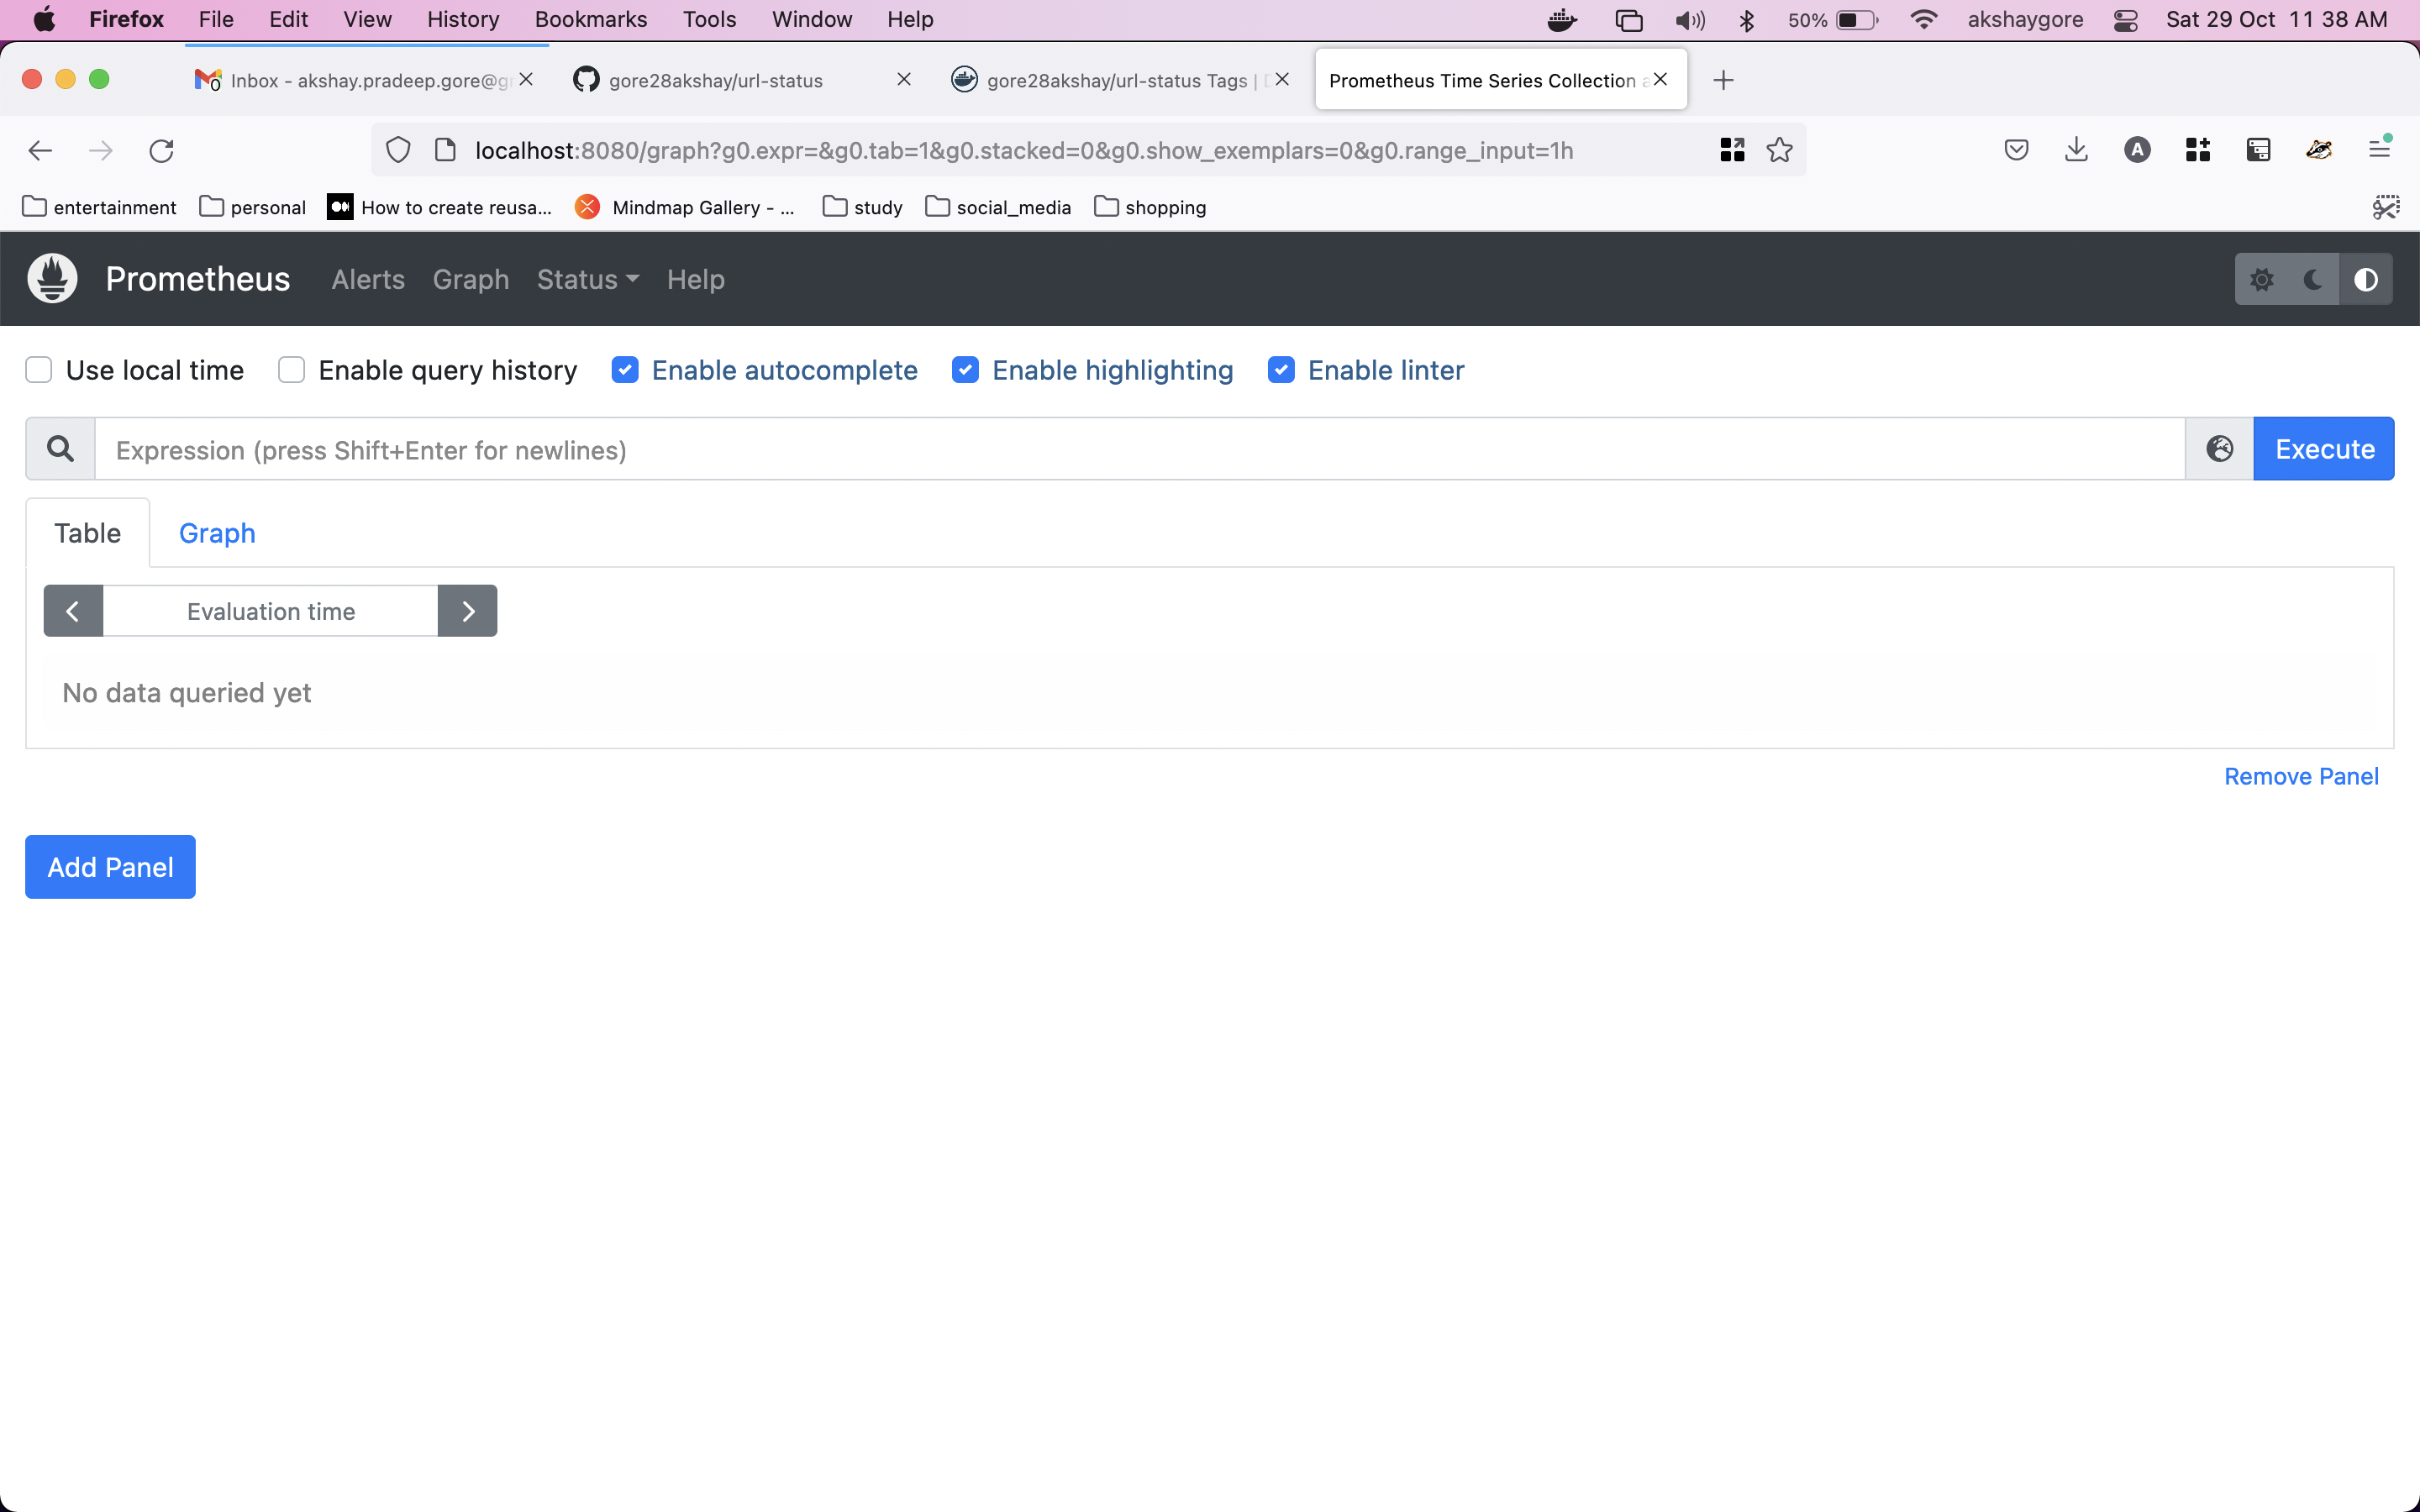 Firefox File Edit View History Bookmarks Tools Window Help 50% akshaygore Sat 29 Oct 11 38 AM
Inbox - akshay.pradeep.gore@g gore28akshay/url-status gore28akshay/url-status Tags | Prometheus Time Series Collection
localhost:8080/graph?g0.expr=&g0.tab=1&g0.stacked=0&g0.show_exemplars=0&g0.range_input=1h A
entertainment personal How to create reusa... Mindmap Gallery - ... study social_media shopping
Prometheus Alerts Graph Status Help
Use local time Enable query history Enable autocomplete Enable highlighting Enable linter
Expression (press Shift+Enter for newlines) Execute
Table Graph
Evaluation time
No data queried yet
Remove Panel
Add Panel